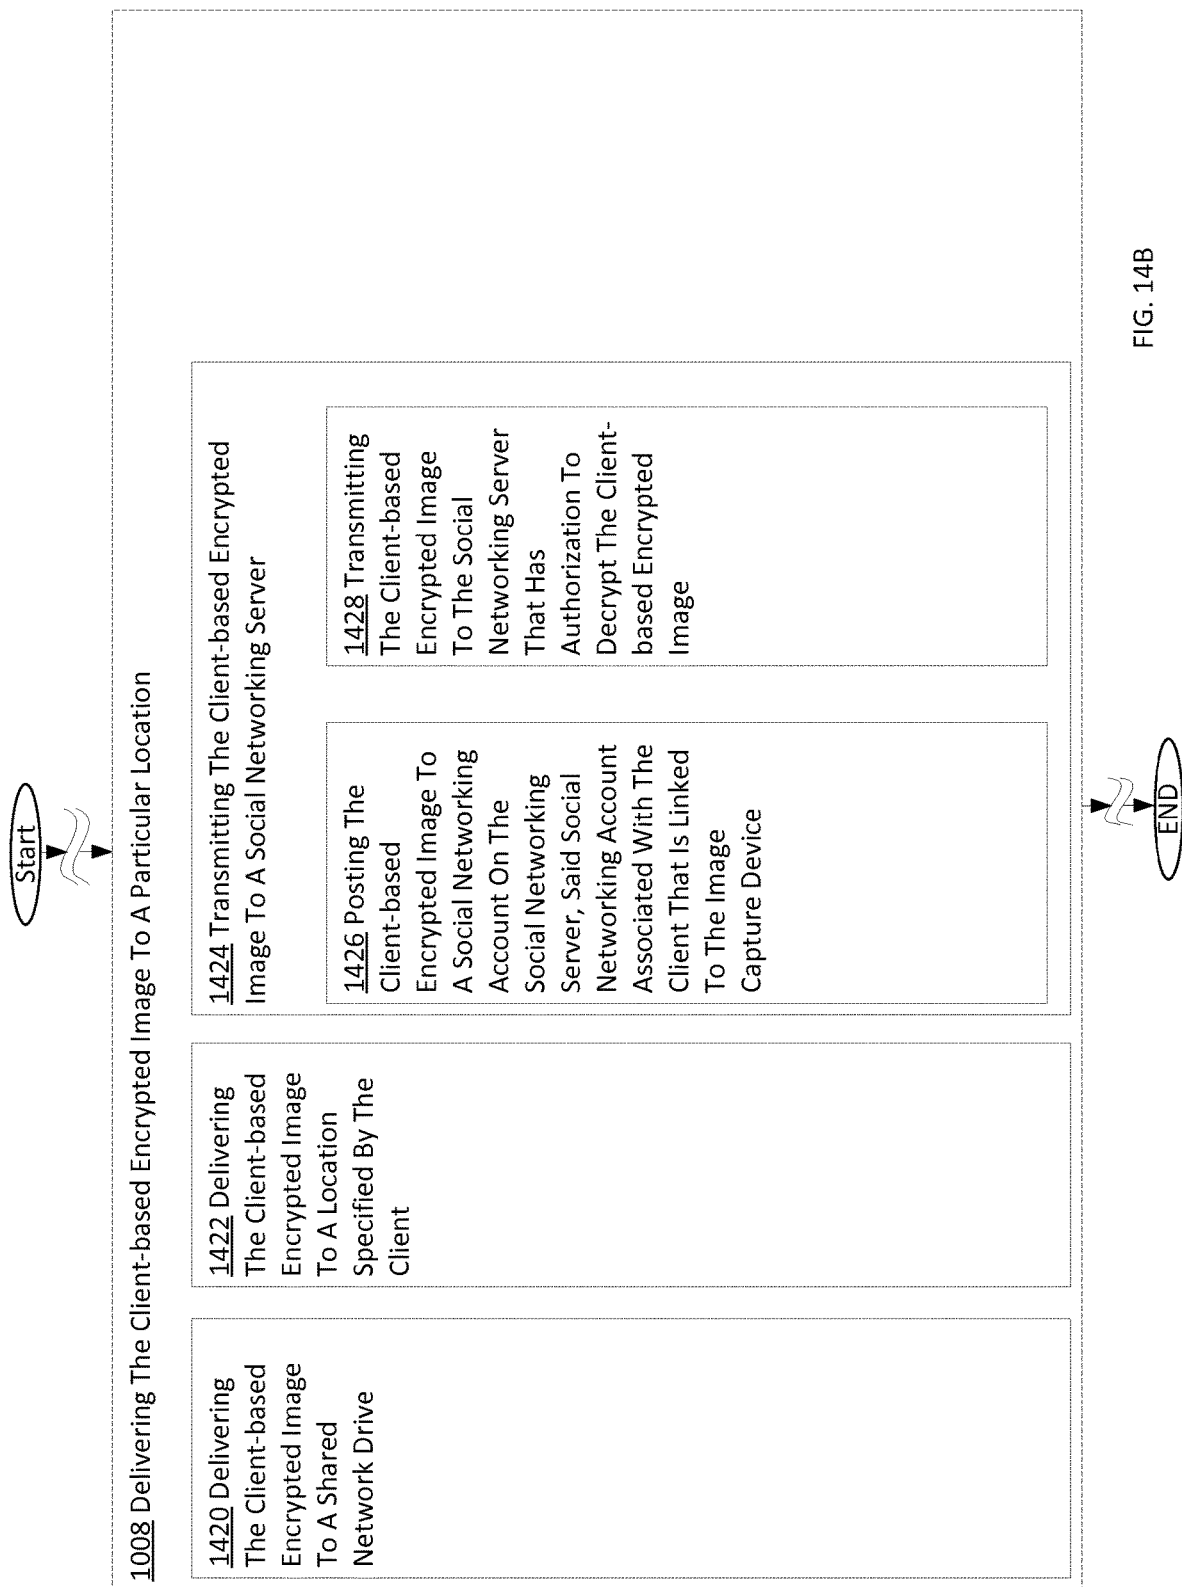 Start
1008 Delivering The Client-based Encrypted Image To A Particular Location
1420 Delivering
The Client-based
Encrypted Image
To A Shared
Network Drive
1422 Delivering
The Client-based
Encrypted Image
To A Location
Specified By The
Client
1424 Transmitting The Client-based Encrypted
Image To A Social Networking Server
1426 Posting The
Client-based
Encrypted Image To
A Social Networking
Account On The
Social Networking
Server, Said Social
Networking Account
Associated With The
Client That Is Linked
To The Image
Capture Device
1428 Transmitting
The Client-based
Encrypted Image
To The Social
Networking Server
That Has
Authorization To
Decrypt The Client-
based Encrypted
Image
END
FIG. 14B